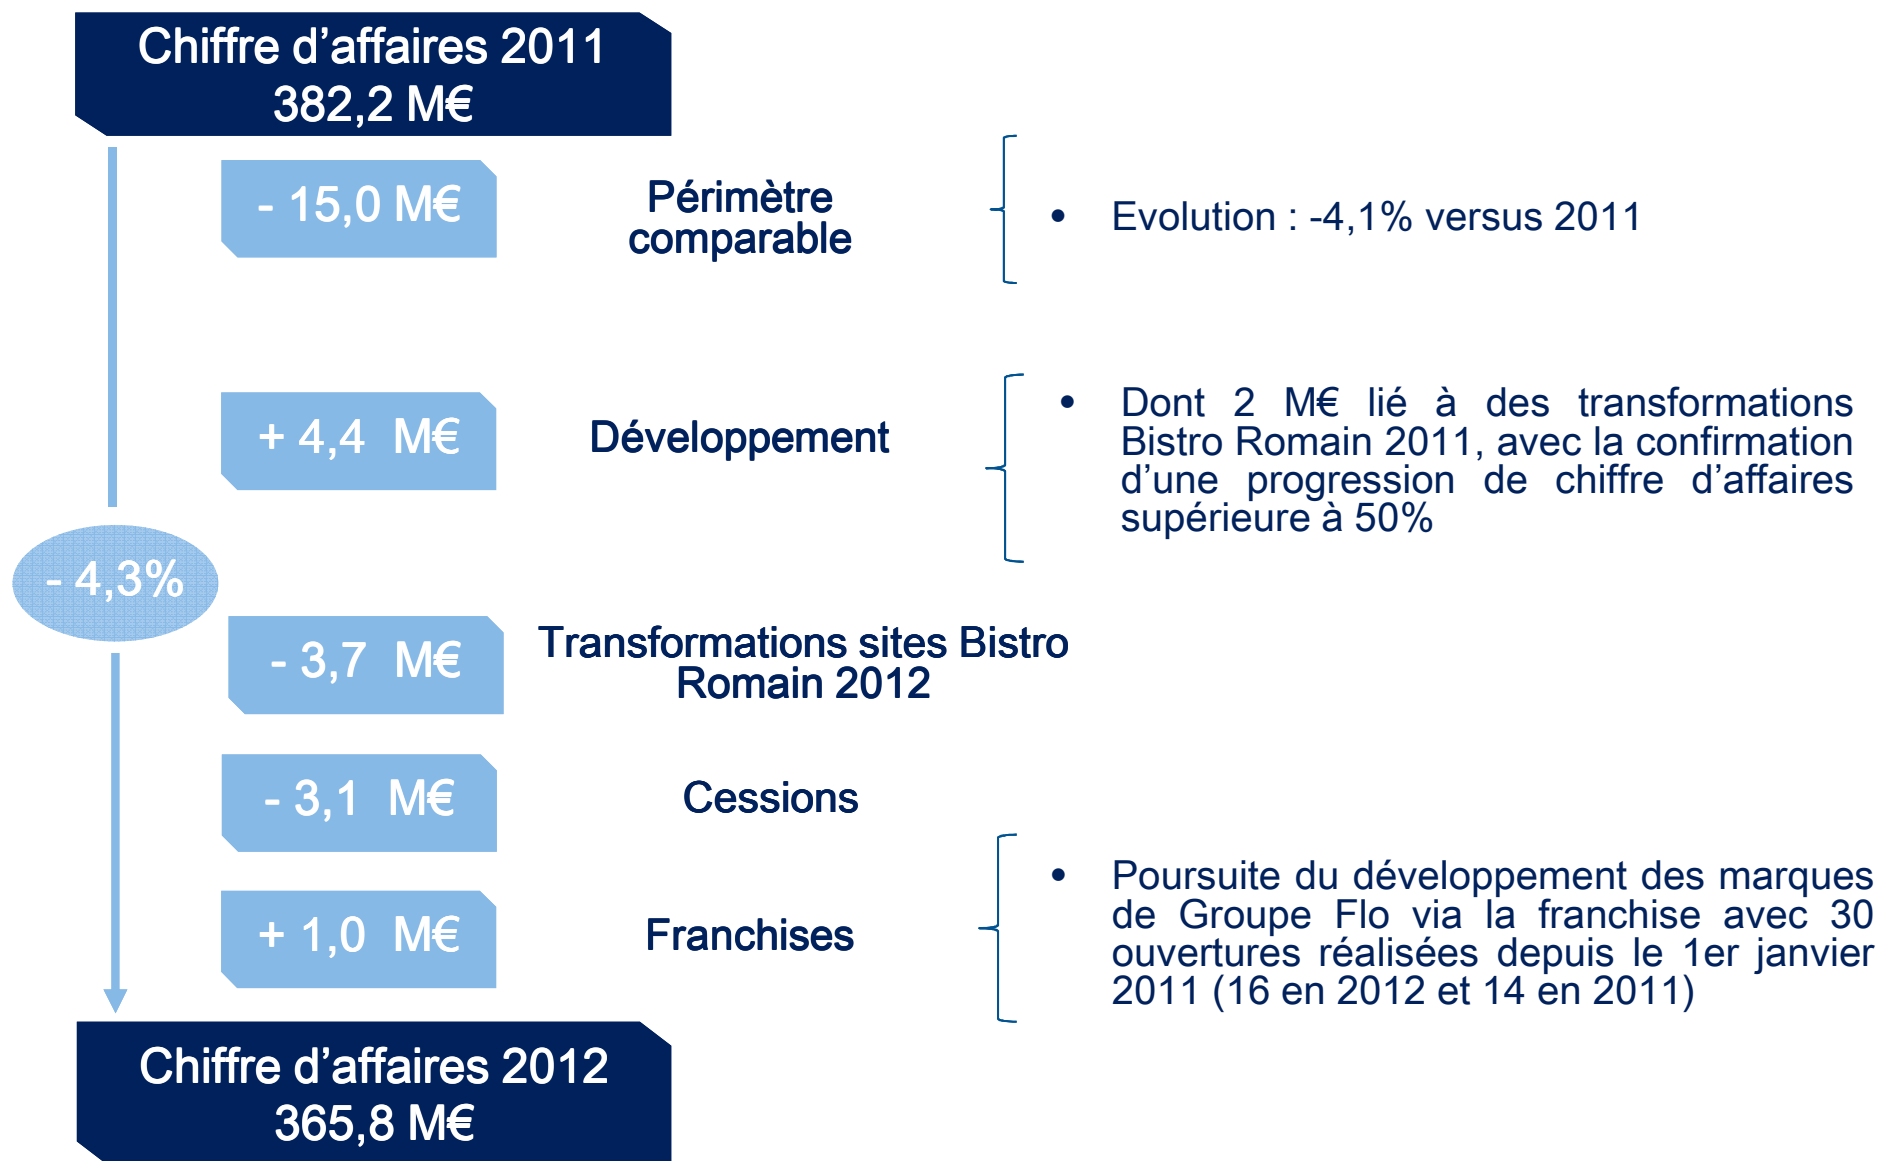 Chiffre d’affaires 2011
382,2 M€
- 15,0 M€
Périmètre
comparable
• Evolution : -4,1% versus 2011
+ 4,4 M€
Développement
• Dont 2 M€ lié à des transformations
Bistro Romain 2011, avec la confirmation
d’une progression de chiffre d’affaires
supérieure à 50%
- 4,3%
- 3,7 M€
Transformations sites Bistro
Romain 2012
- 3,1 M€
Cessions
+ 1,0 M€
Franchises
• Poursuite du développement des marques
de Groupe Flo via la franchise avec 30
ouvertures réalisées depuis le 1er janvier
2011 (16 en 2012 et 14 en 2011)
Chiffre d’affaires 2012
365,8 M€